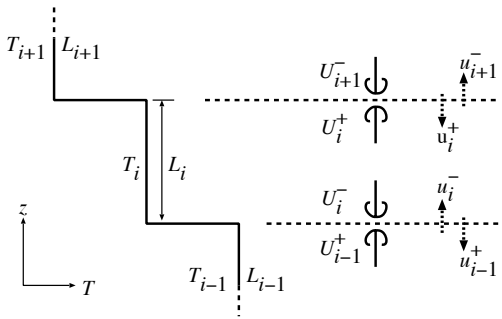 T_{i+1} L_{i+1}
U^-_{i+1} u^-_{i+1}
U^+_i u^+_i
T_i L_i
U^-_i u^-_i
U^+_{i-1} u^+_{i-1}
z
T_{i-1} L_{i-1}
T